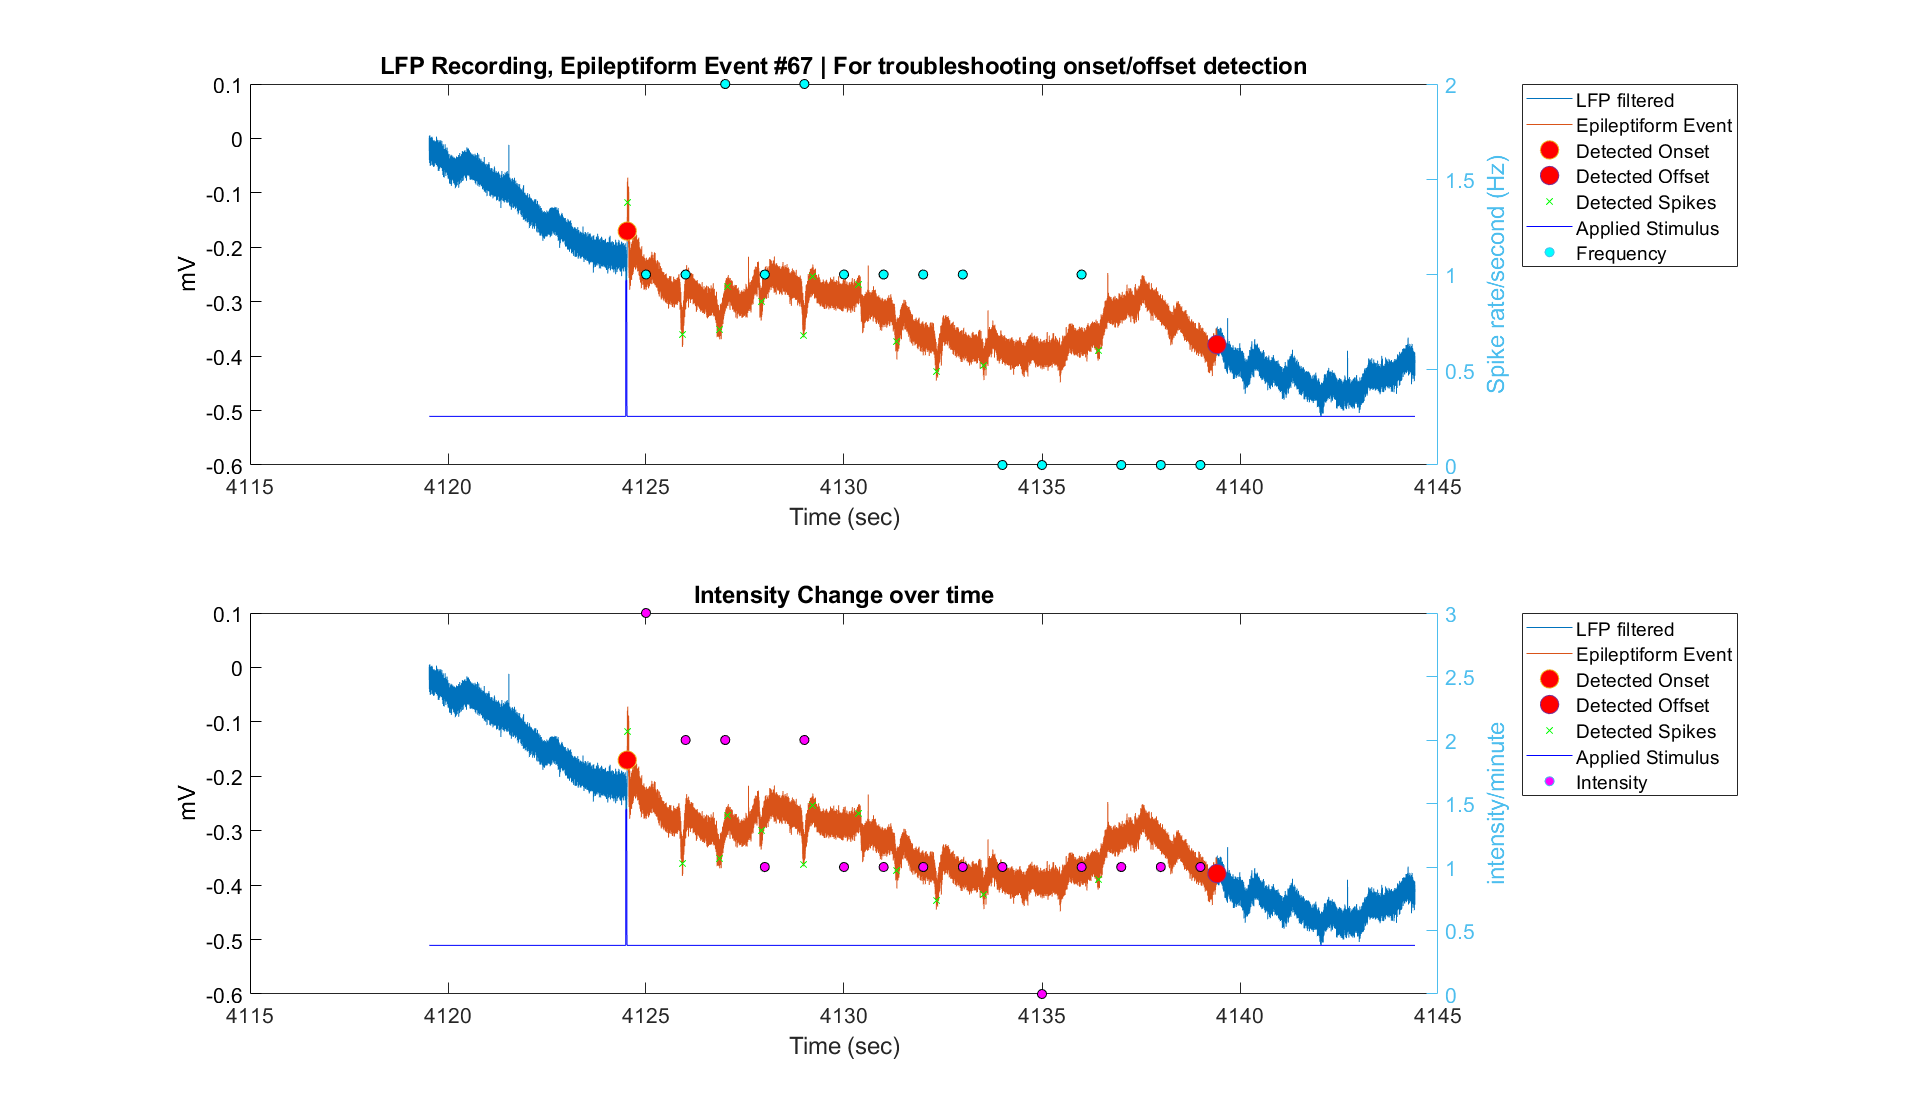 LFP Recording, Epileptiform Event #67 | For troubleshooting onset/offset detection
0.1
0
-0.1
-0.2
-0.3
-0.4
-0.5
-0.6
mV
4115 4120 4125 4130 4135 4140 4145
Time (sec)
2
1.5
1
0.5
0
Spike rate/second (Hz)
LFP filtered
Epileptiform Event
Detected Onset
Detected Offset
Detected Spikes
Applied Stimulus
Frequency
Intensity Change over time
0.1
0
-0.1
-0.2
-0.3
-0.4
-0.5
-0.6
mV
4115 4120 4125 4130 4135 4140 4145
Time (sec)
3
2.5
2
1.5
1
0.5
0
intensity/minute
LFP filtered
Epileptiform Event
Detected Onset
Detected Offset
Detected Spikes
Applied Stimulus
Intensity